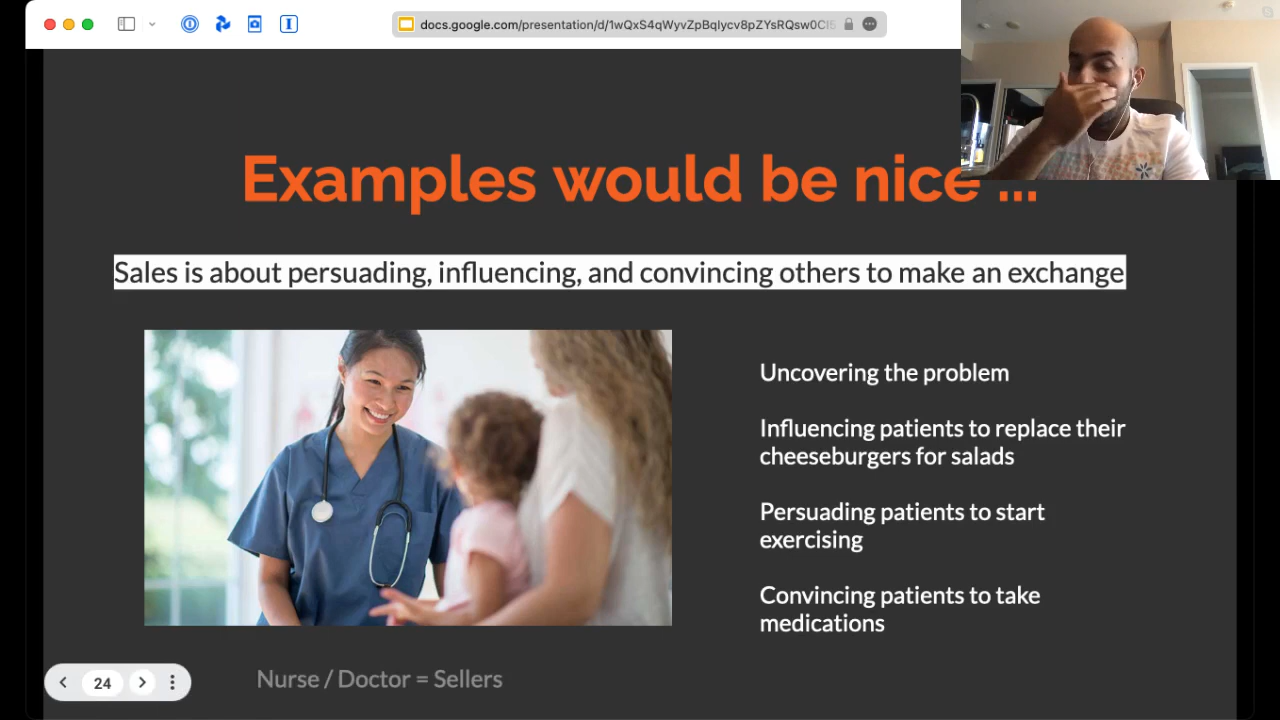 docs.google.com/presentation/d/1wQxS4qWyvZpBqlycv8pZYsRQsw0CI5
Examples would be nice ...
Sales is about persuading, influencing, and convincing others to make an exchange
Uncovering the problem
Influencing patients to replace their
cheeseburgers for salads
Persuading patients to start
exercising
Convincing patients to take
medications
Nurse / Doctor = Sellers
24